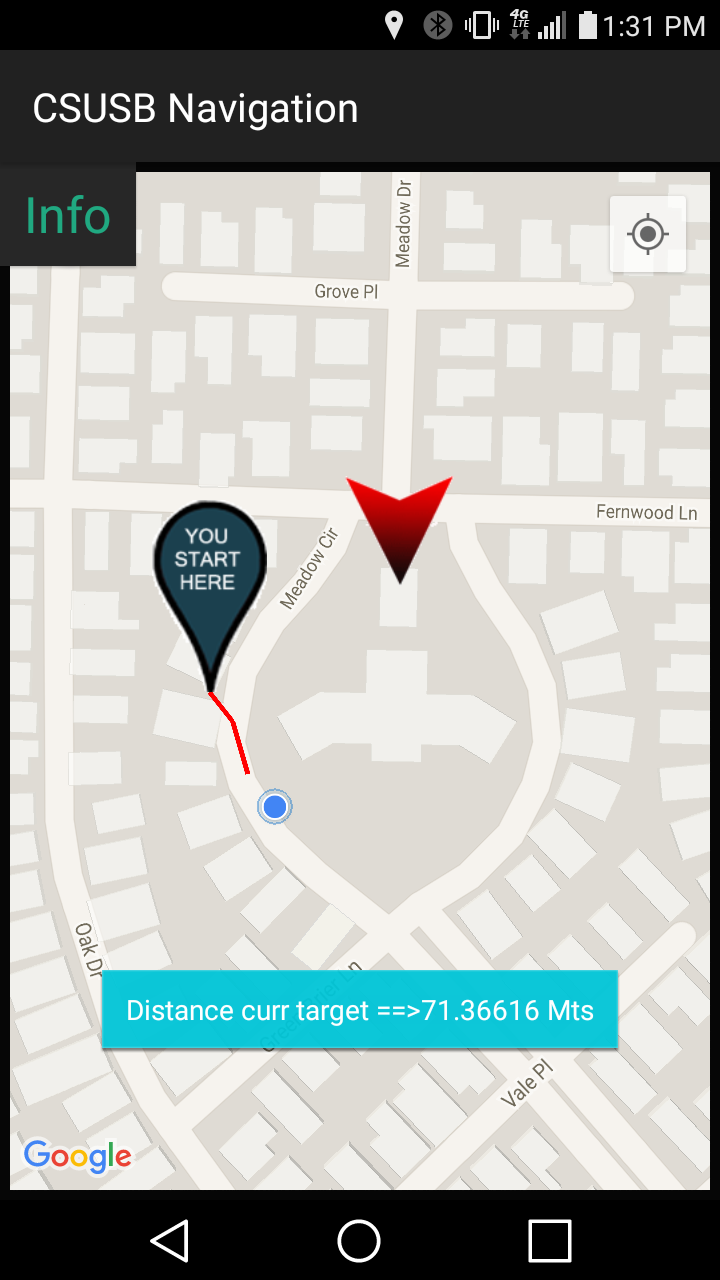 4G
LTE
1:31 PM
CSUSB Navigation
Info
Meadow Dr
Grove Pl
Fernwood Ln
YOU
START
HERE
Meadow Cir
Oak Dr
Distance curr target ==>71.36616 Mts
Vale Pl
Google